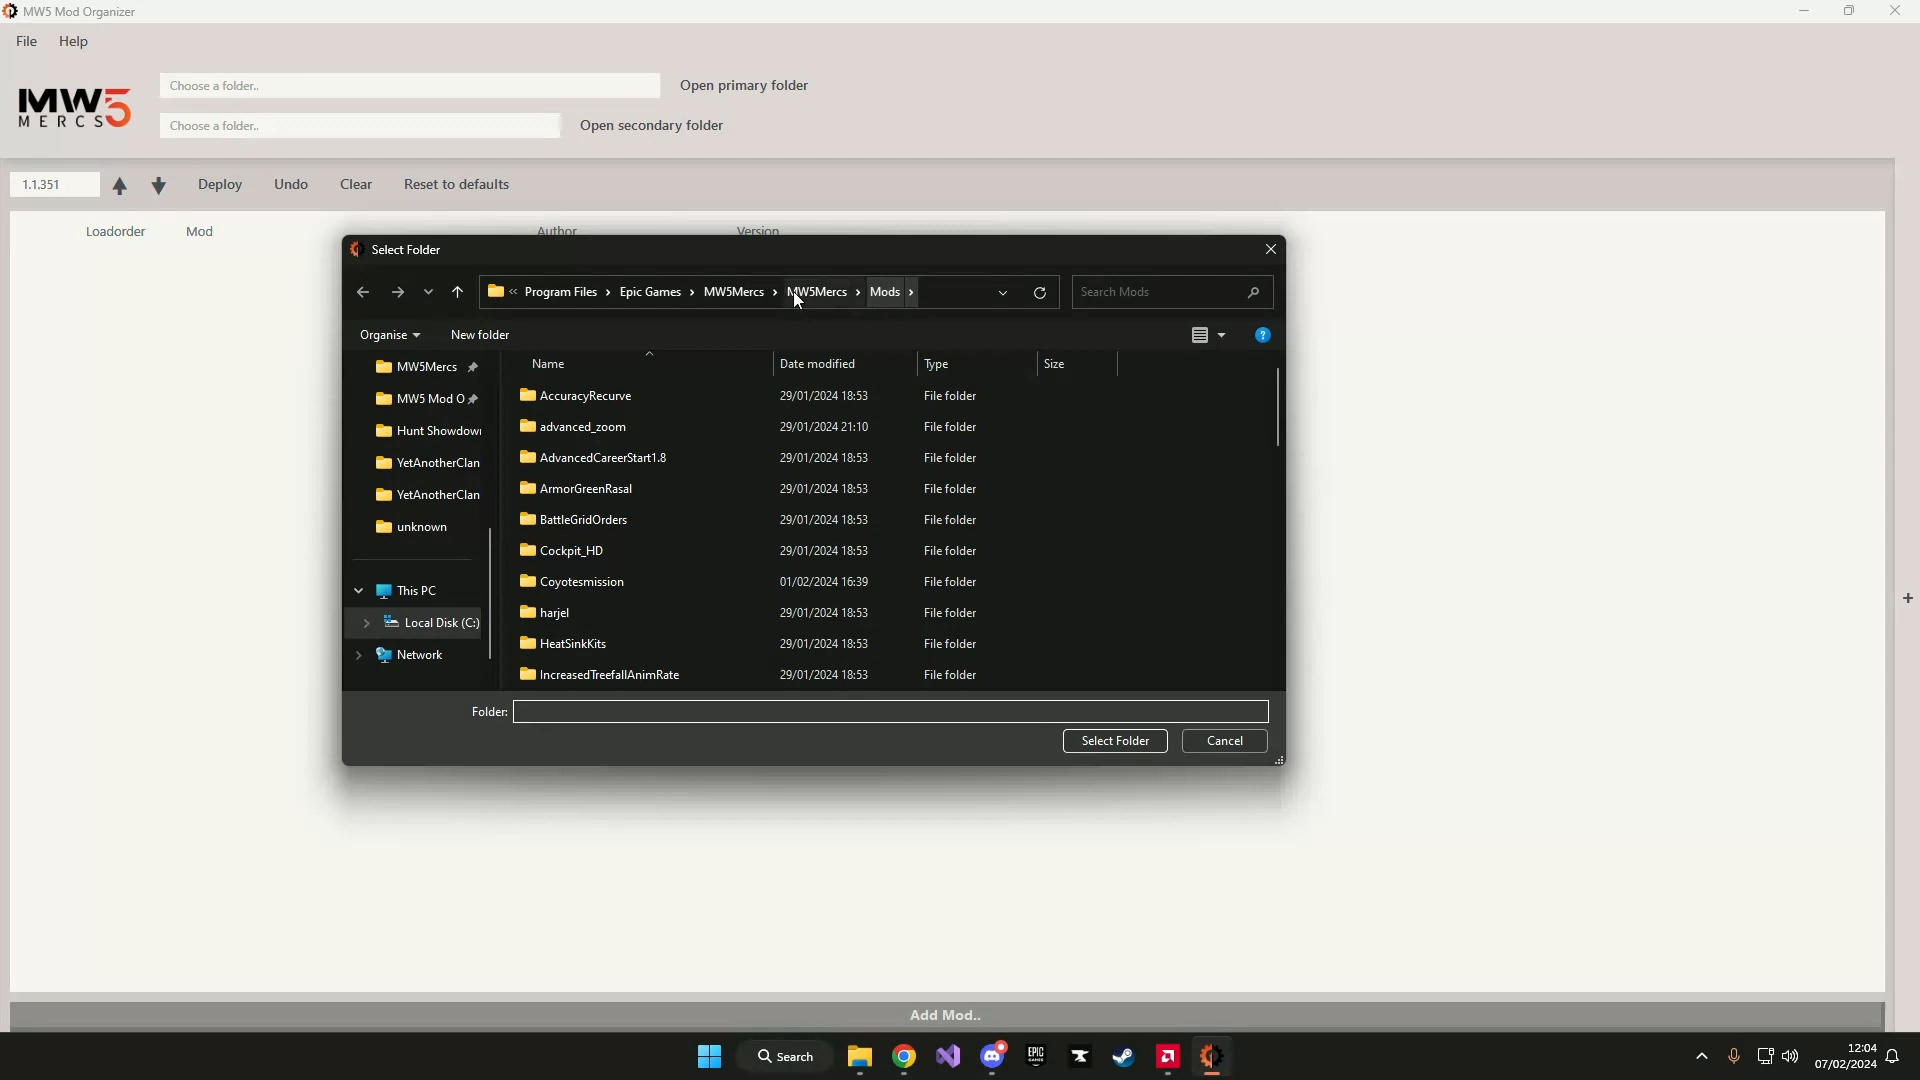 MW5 Mod Organizer
File Help
Choose a folder.. Open primary folder
MW5
MERCS
Choose a folder.. Open secondary folder
1.1.351 Deploy Undo Clear Reset to defaults
Loadorder Mod Author Version
Select Folder
« Program Files › Epic Games › MW5Mercs › MW5Mercs › Mods › Search Mods
Organise New folder ?
Name Date modified Type Size
MW5Mercs
MW5 Mod O
Hunt Showdown
YetAnotherClan
YetAnotherClan
unknown
This PC
Local Disk (C:)
Network
AccuracyRecurve 29/01/2024 18:53 File folder
advanced_zoom 29/01/2024 21:10 File folder
AdvancedCareerStart1.8 29/01/2024 18:53 File folder
ArmorGreenRasal 29/01/2024 18:53 File folder
BattleGridOrders 29/01/2024 18:53 File folder
Cockpit_HD 29/01/2024 18:53 File folder
Coyotesmission 01/02/2024 16:39 File folder
harjel 29/01/2024 18:53 File folder
HeatSinkKits 29/01/2024 18:53 File folder
IncreasedTreefallAnimRate 29/01/2024 18:53 File folder
Folder:
Select Folder Cancel
+
Add Mod..
Search
EPIC
GAMES
12:04
07/02/2024